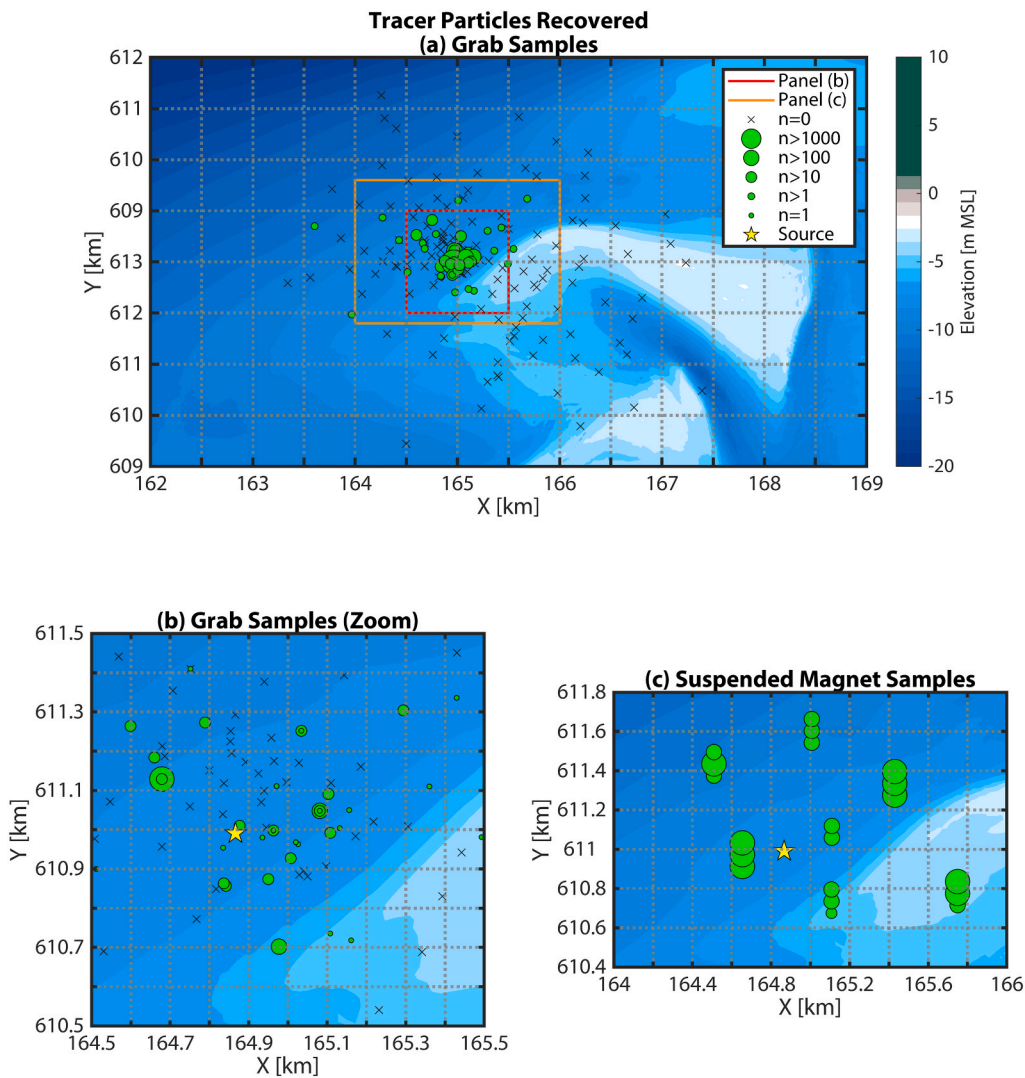 Tracer Particles Recovered
(a) Grab Samples
612
611
610
609
613
612
611
610
609
Y [km]
162
163
164
165
166
167
168
169
X [km]
Panel (b)
Panel (c)
n=0
n>1000
n>100
n>10
n>1
n=1
Source
10
5
0
-5
-10
-15
-20
Elevation [m MSL]
(b) Grab Samples (Zoom)
611.5
611.3
611.1
610.9
610.7
610.5
Y [km]
164.5
164.7
164.9
165.1
165.3
165.5
X [km]
(c) Suspended Magnet Samples
611.8
611.6
611.4
611.2
611
610.8
610.6
610.4
Y [km]
164
164.4
164.8
165.2
165.6
166
X [km]